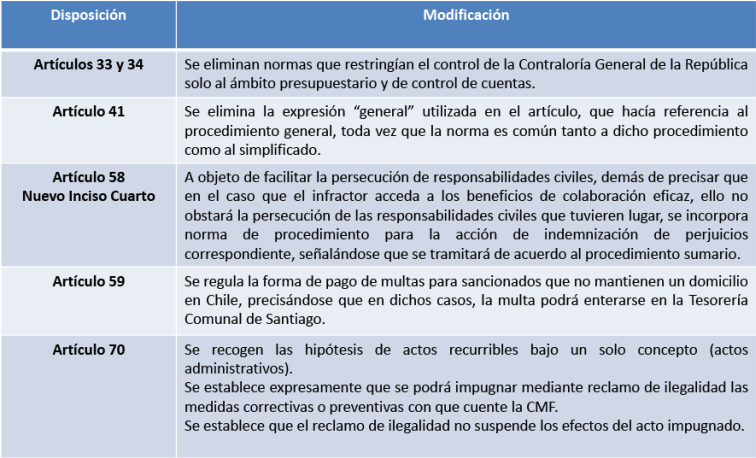 Disposición
Modificación
Artículos 33 y 34
Se eliminan normas que restringían el control de la Contraloría General de la República
solo al ámbito presupuestario y de control de cuentas.
Artículo 41
Se elimina la expresión “general” utilizada en el artículo, que hacía referencia al
procedimiento general, toda vez que la norma es común tanto a dicho procedimiento
como al simplificado.
Artículo 58
Nuevo Inciso Cuarto
A objeto de facilitar la persecución de responsabilidades civiles, demás de precisar que
en el caso que el infractor acceda a los beneficios de colaboración eficaz, ello no
obstará la persecución de las responsabilidades civiles que tuvieren lugar, se incorpora
norma de procedimiento para la acción de indemnización de perjuicios
correspondiente, señalándose que se tramitará de acuerdo al procedimiento sumario.
Artículo 59
Se regula la forma de pago de multas para sancionados que no mantienen un domicilio
en Chile, precisándose que en dichos casos, la multa podrá enterarse en la Tesorería
Comunal de Santiago.
Artículo 70
Se recogen las hipótesis de actos recurribles bajo un solo concepto (actos
administrativos).
Se establece expresamente que se podrá impugnar mediante reclamo de ilegalidad las
medidas correctivas o preventivas con que cuente la CMF.
Se establece que el reclamo de ilegalidad no suspende los efectos del acto impugnado.